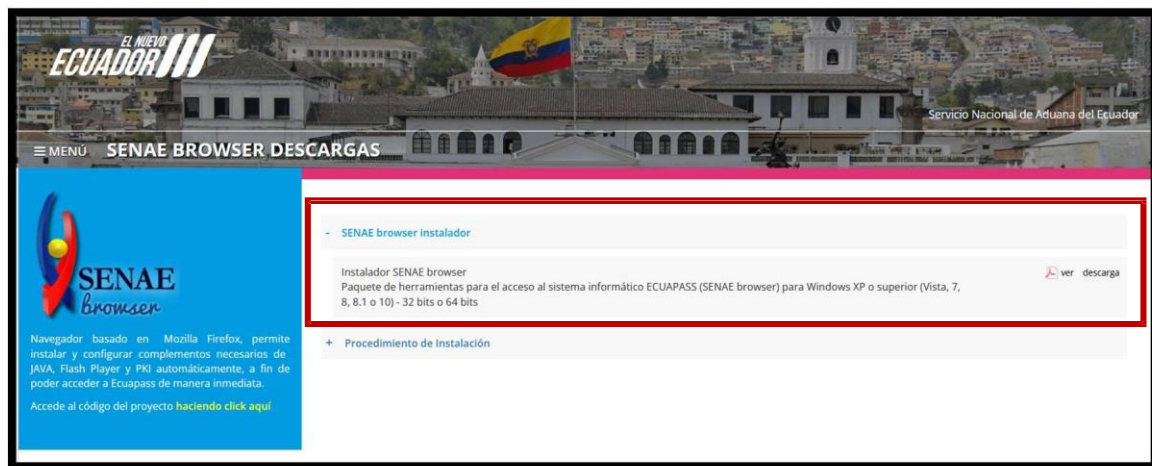 EL NUEVO
ECUADOR
Servicio Nacional de Aduana del Ecuador
MENÚ SENAE BROWSER DESCARGAS
SENAE
browser
Navegador basado en Mozilla Firefox, permite
instalar y configurar complementos necesarios de
JAVA, Flash Player y PKI automáticamente, a fin de
poder acceder a Ecuapass de manera inmediata.
Accede al código del proyecto haciendo click aquí
- SENAE browser instalador
Instalador SENAE browser
ver descarga
Paquete de herramientas para el acceso al sistema informático ECUAPASS (SENAE browser) para Windows XP o superior (Vista, 7,
8, 8.1 o 10) - 32 bits o 64 bits
+ Procedimiento de Instalación